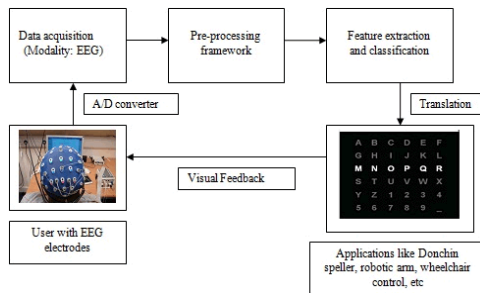 Data acquisition
(Modality: EEG)
Pre-processing
framework
Feature extraction
and classification
A/D converter
Translation
A B C D E F
G H I J K L
M N O P Q R
S T U V W X
Y Z 1 2 3 4
5 6 7 8 9 _
Visual Feedback
User with EEG
electrodes
Applications like Donchin
speller, robotic arm, wheelchair
control, etc